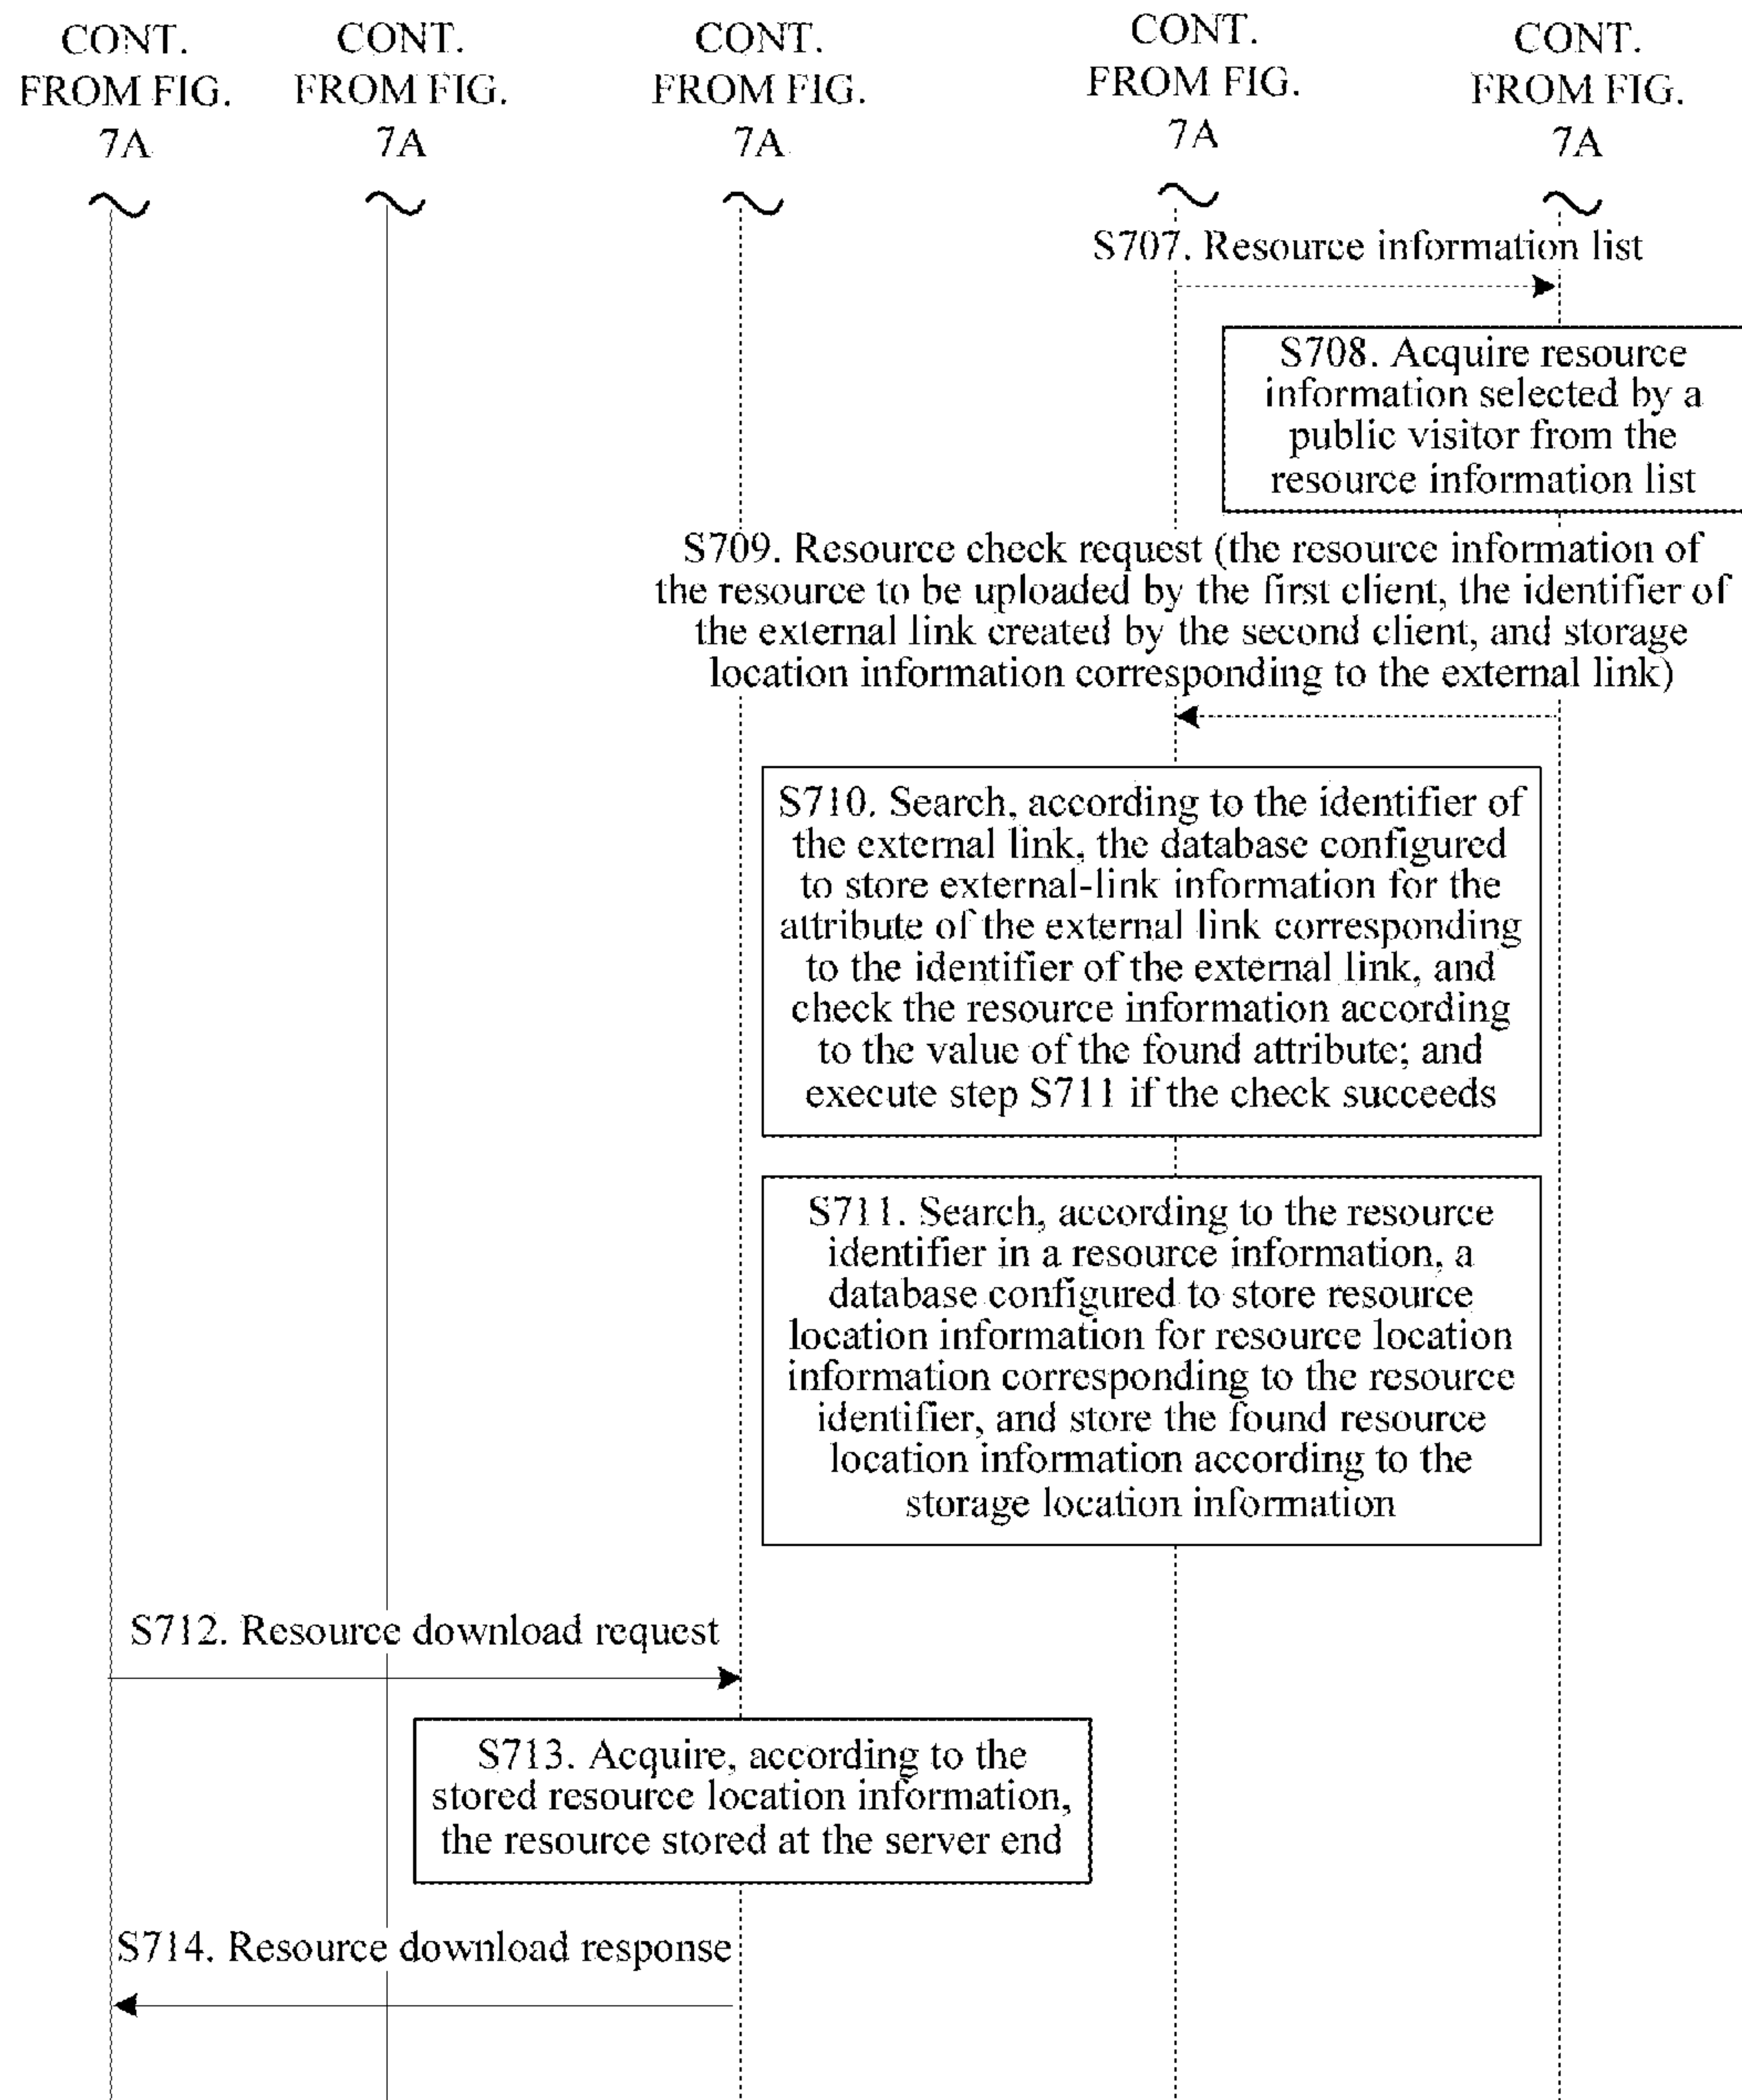 CONT.
FROM FIG.
7A
CONT.
FROM FIG.
7A
CONT.
FROM FIG.
7A
CONT.
FROM FIG.
7A
CONT.
FROM FIG.
7A
S707. Resource information list
S708. Acquire resource
information selected by a
public visitor from the
resource information list
S709. Resource check request (the resource information of
the resource to be uploaded by the first client, the identifier of
the external link created by the second client, and storage
location information corresponding to the external link)
S710. Search, according to the identifier of
the external link, the database configured
to store external-link information for the
attribute of the external link corresponding
to the identifier of the external link, and
check the resource information according
to the value of the found attribute; and
execute step S711 if the check succeeds
S711. Search, according to the resource
identifier in a resource information, a
database configured to store resource
location information for resource location
information corresponding to the resource
identifier, and store the found resource
location information according to the
storage location information
S712. Resource download request
S713. Acquire, according to the
stored resource location information,
the resource stored at the server end
S714. Resource download response